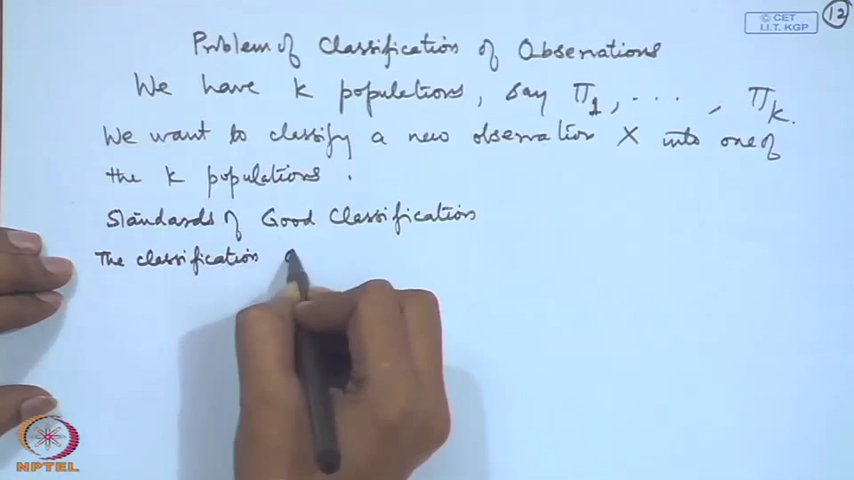 © CET
I.I.T. KGP
12
Problem of Classification of Observations
We have k populations, say Π1, ..., Πk.
We want to classify a new observation X into one of
the k populations.
Standards of Good Classification
The classification
NPTEL